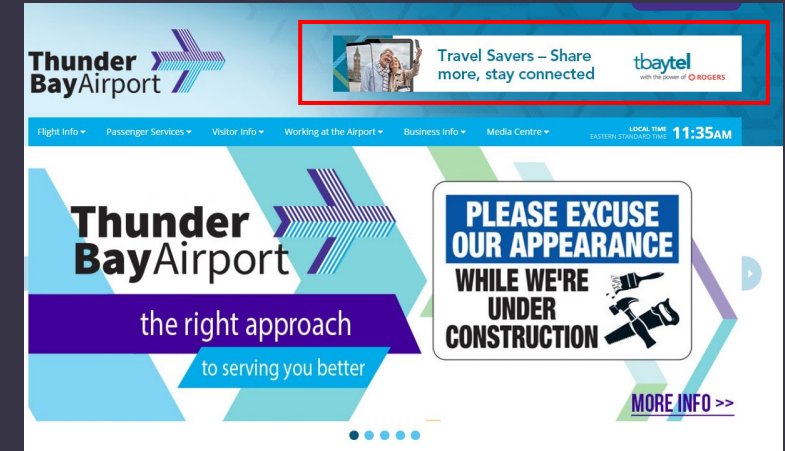 Thunder
BayAirport
Travel Savers – Share
more, stay connected
tbaytel
with the power of ROGERS
Flight Info Passenger Services Visitor Info Working at the Airport Business Info Media Centre
LOCAL TIME
EASTERN STANDARD TIME 11:35AM
Thunder
BayAirport
the right approach
to serving you better
PLEASE EXCUSE
OUR APPEARANCE
WHILE WE'RE
UNDER
CONSTRUCTION
MORE INFO >>